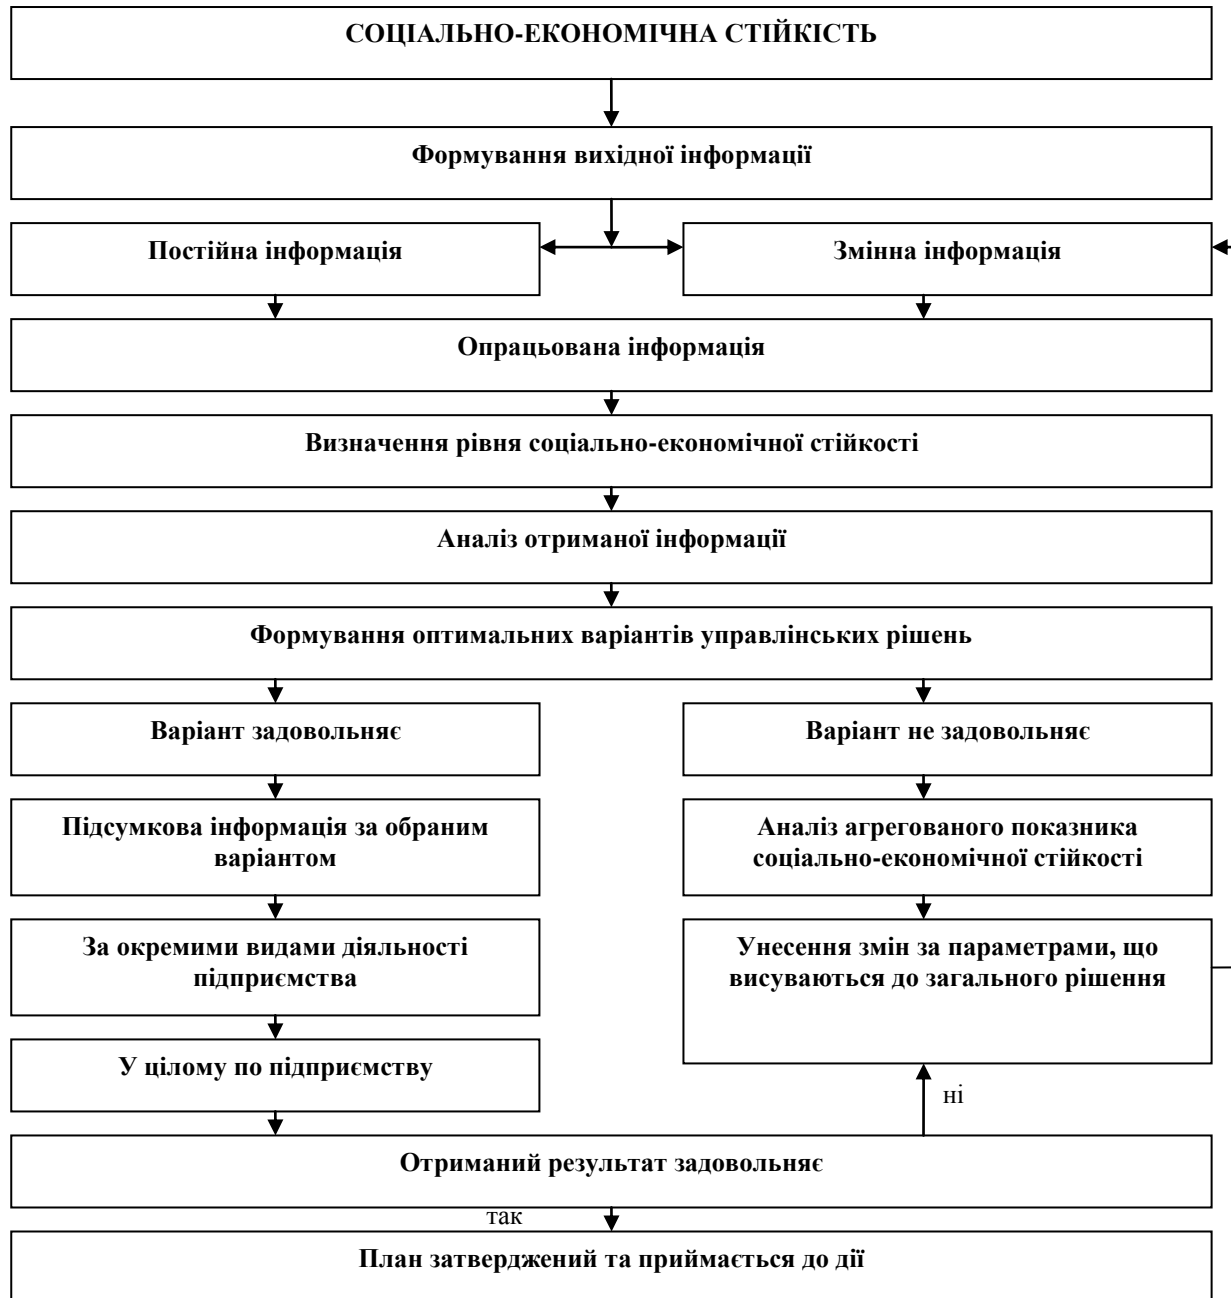 СОЦІАЛЬНО-ЕКОНОМІЧНА СТІЙКІСТЬ
Формування вихідної інформації
Постійна інформація
Змінна інформація
Опрацьована інформація
Визначення рівня соціально-економічної стійкості
Аналіз отриманої інформації
Формування оптимальних варіантів управлінських рішень
Варіант задовольняє
Варіант не задовольняє
Підсумкова інформація за обраним
варіантом
Аналіз агрегованого показника
соціально-економічної стійкості
За окремими видами діяльності
підприємства
Унесення змін за параметрами, що
висуваються до загального рішення
У цілому по підприємству
ні
Отриманий результат задовольняє
так
План затверджений та приймається до дії